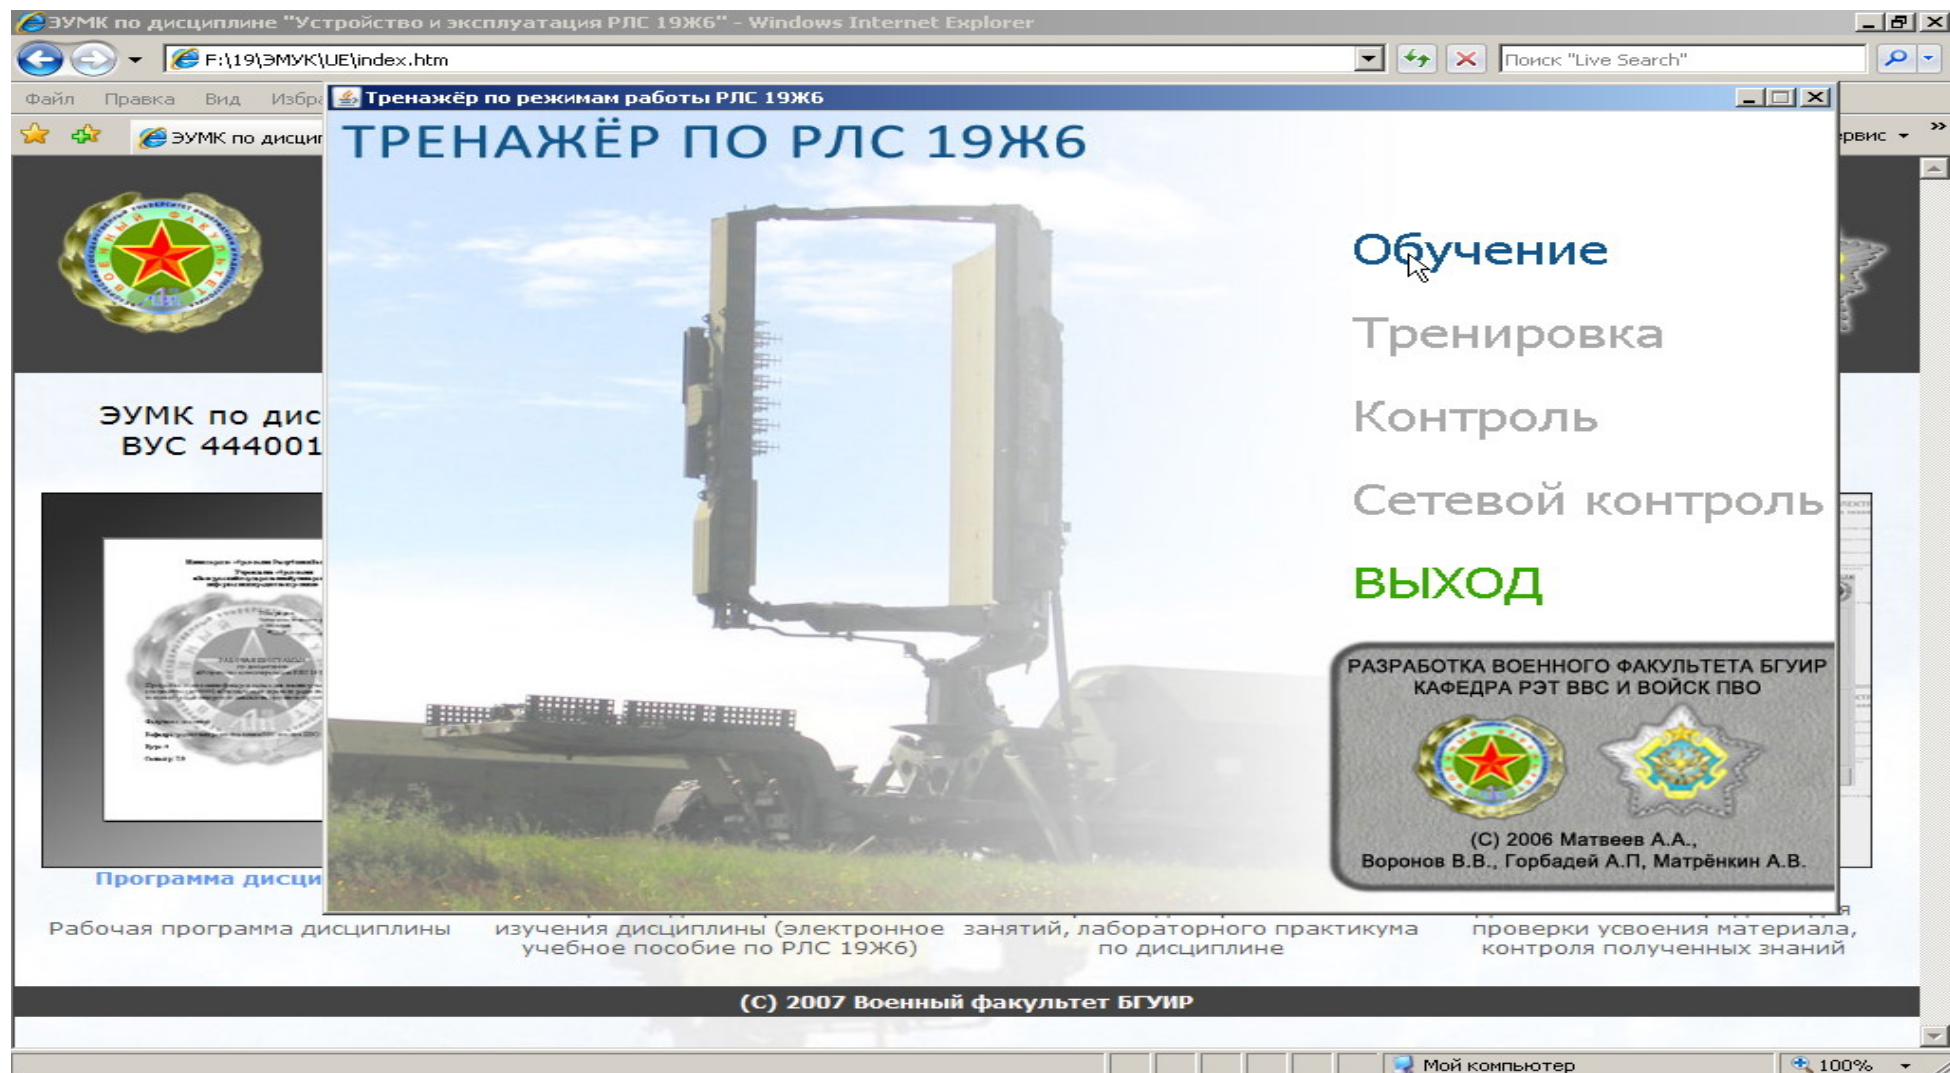 ЭУМК по дисциплине "Устройство и эксплуатация РЛС 19Ж6" - Windows Internet Explorer
F:\19\ЭМУК\UE\index.htm
Поиск "Live Search"
Файл Правка Вид Избр
Тренажёр по режимам работы РЛС 19Ж6
ЭУМК по дисцип
рвис
ТРЕНАЖЁР ПО РЛС 19Ж6
Обучение
Тренировка
Контроль
Сетевой контроль
ВЫХОД
ЭУМК по дис
ВУС 444001
РАЗРАБОТКА ВОЕННОГО ФАКУЛЬТЕТА БГУИР
КАФЕДРА РЭТ ВВС И ВОЙСК ПВО
(С) 2006 Матвеев А.А.,
Воронов В.В., Горбадей А.П, Матрёнкин А.В.
Программа дисци
Рабочая программа дисциплины
изучения дисциплины (электронное
учебное пособие по РЛС 19Ж6)
занятий, лабораторного практикума
по дисциплине
проверки усвоения материала,
контроля полученных знаний
(С) 2007 Военный факультет БГУИР
Мой компьютер
100%